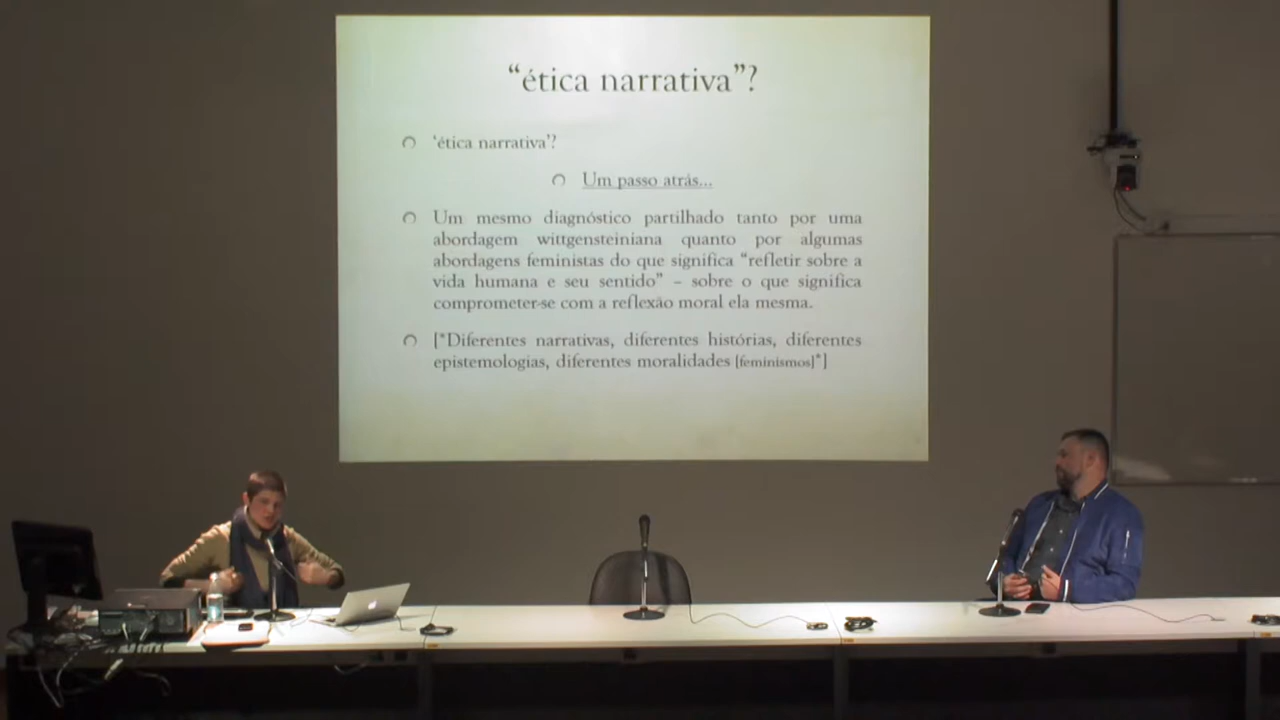 “ética narrativa”?
‘ética narrativa’?
Um passo atrás...
Um mesmo diagnóstico partilhado tanto por uma
abordagem wittgensteiniana quanto por algumas
abordagens feministas do que significa “refletir sobre a
vida humana e seu sentido” – sobre o que significa
comprometer-se com a reflexão moral ela mesma.
[*Diferentes narrativas, diferentes histórias, diferentes
epistemologias, diferentes moralidades [feminismos]*]